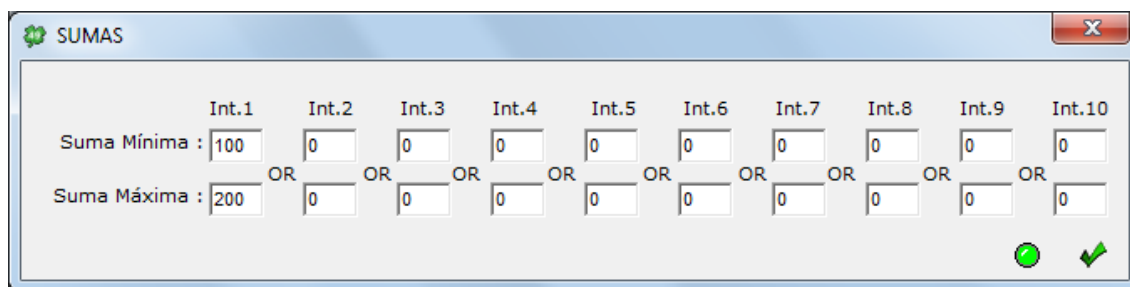 SUMAS
Int.1 Int.2 Int.3 Int.4 Int.5 Int.6 Int.7 Int.8 Int.9 Int.10
Suma Mínima : 100 0 0 0 0 0 0 0 0 0
OR OR OR OR OR OR OR OR OR
Suma Máxima : 200 0 0 0 0 0 0 0 0 0